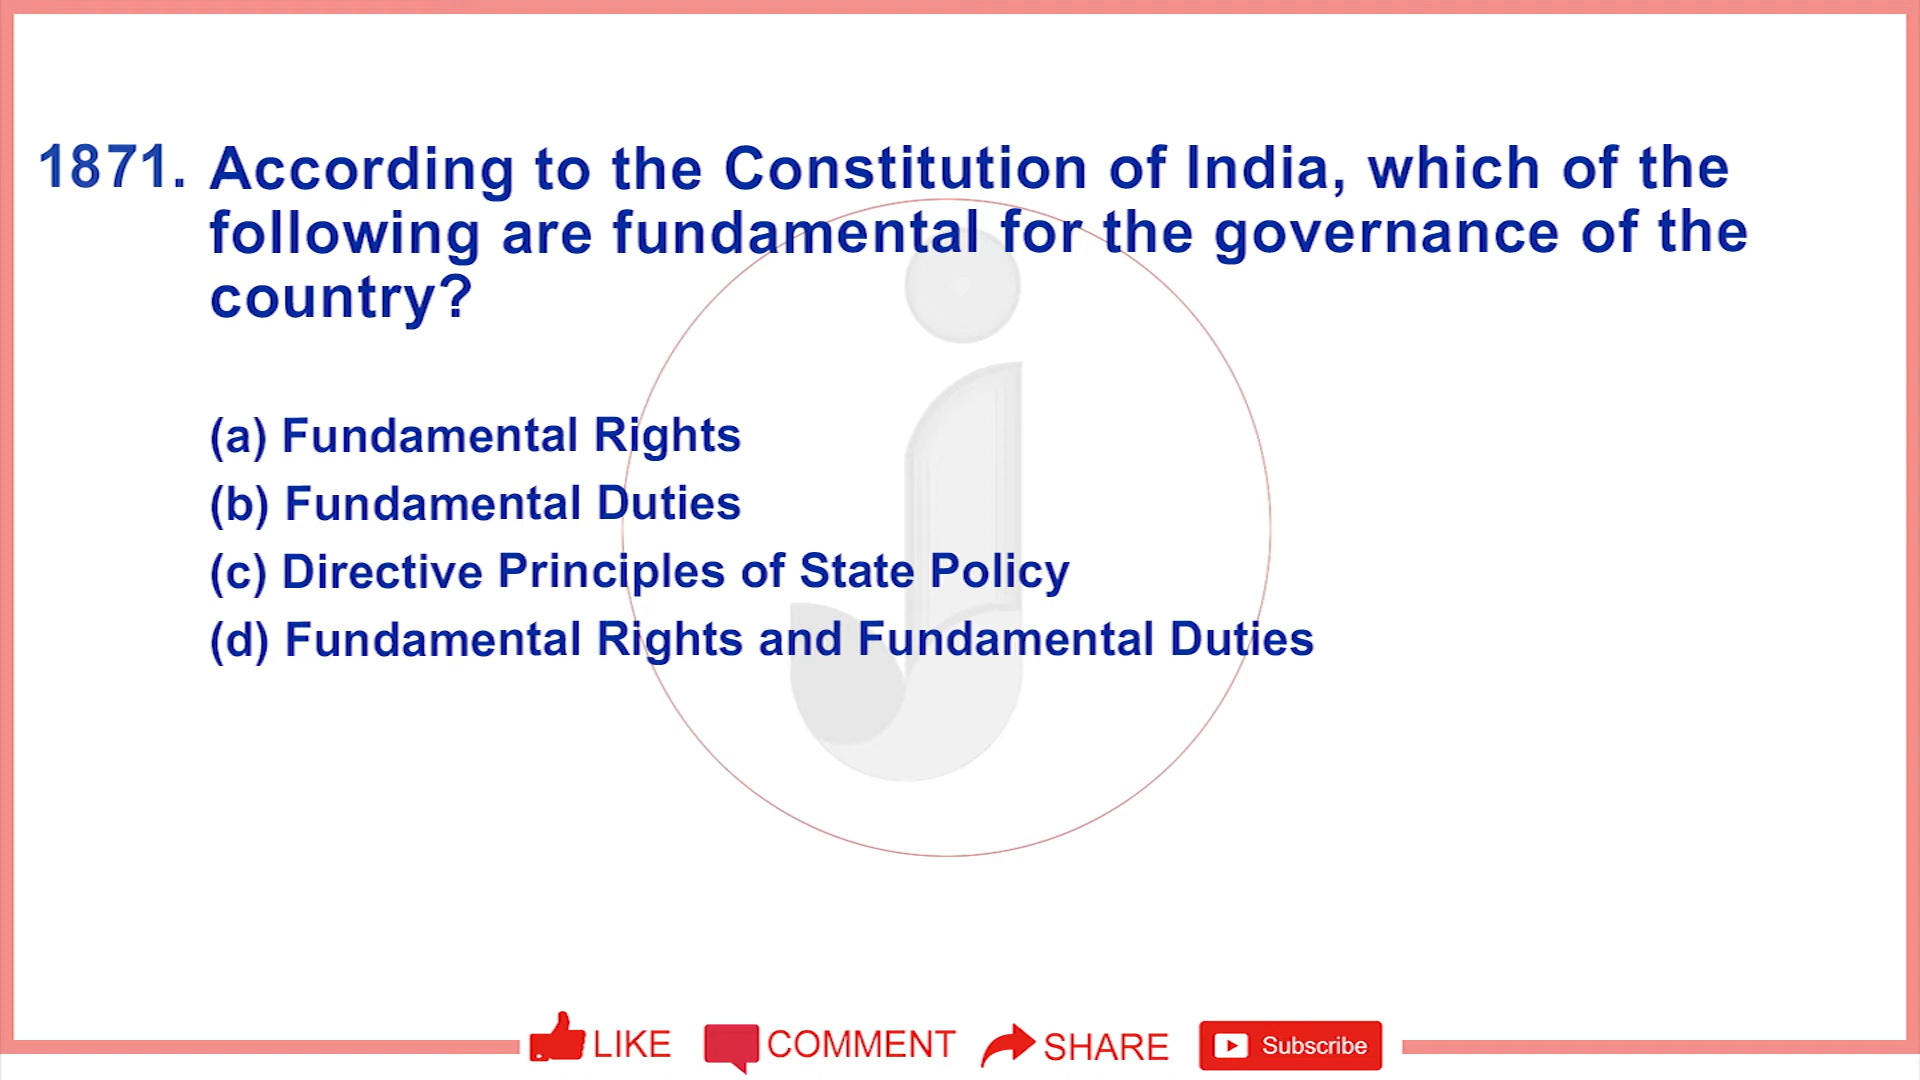 1871. According to the Constitution of India, which of the
following are fundamental for the governance of the
country?
(a) Fundamental Rights
(b) Fundamental Duties
(c) Directive Principles of State Policy
(d) Fundamental Rights and Fundamental Duties
LIKE COMMENT SHARE Subscribe